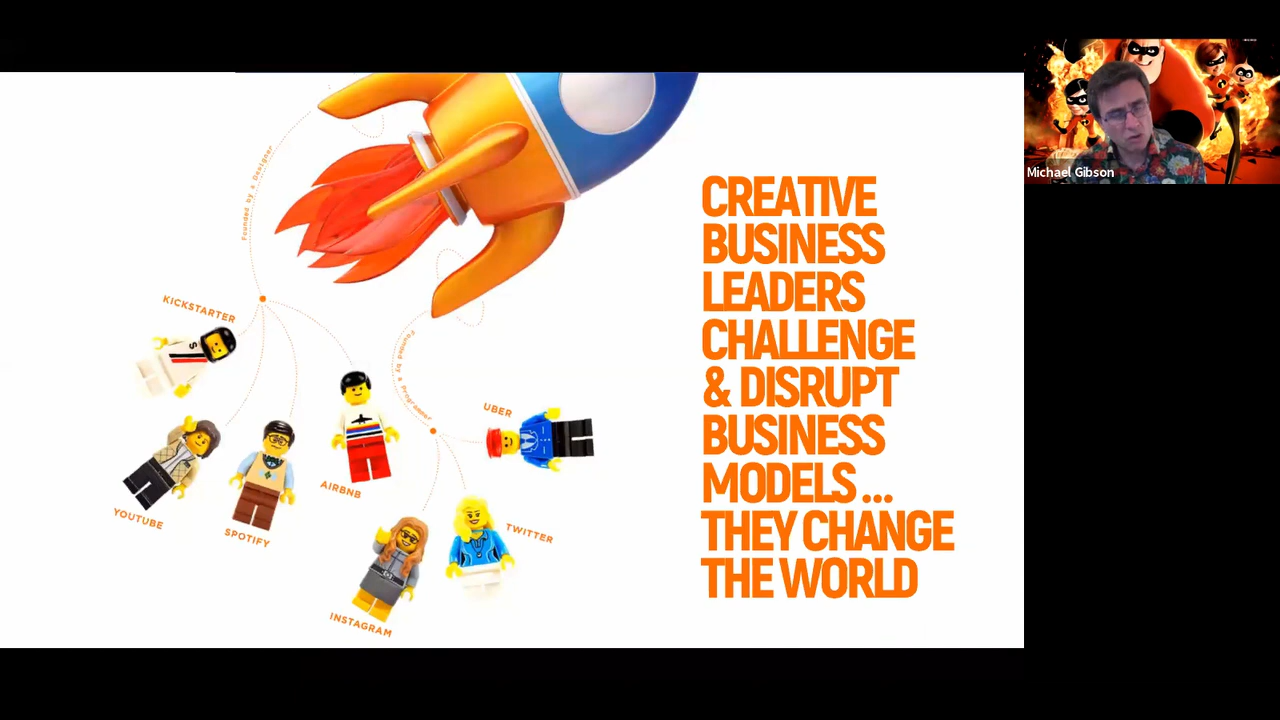 Founded by a Designer
KICKSTARTER
YOUTUBE
SPOTIFY
AIRBNB
Founded by a Programmer
UBER
TWITTER
INSTAGRAM
CREATIVE
BUSINESS
LEADERS
CHALLENGE
& DISRUPT
BUSINESS
MODELS ...
THEY CHANGE
THE WORLD
Michael Gibson